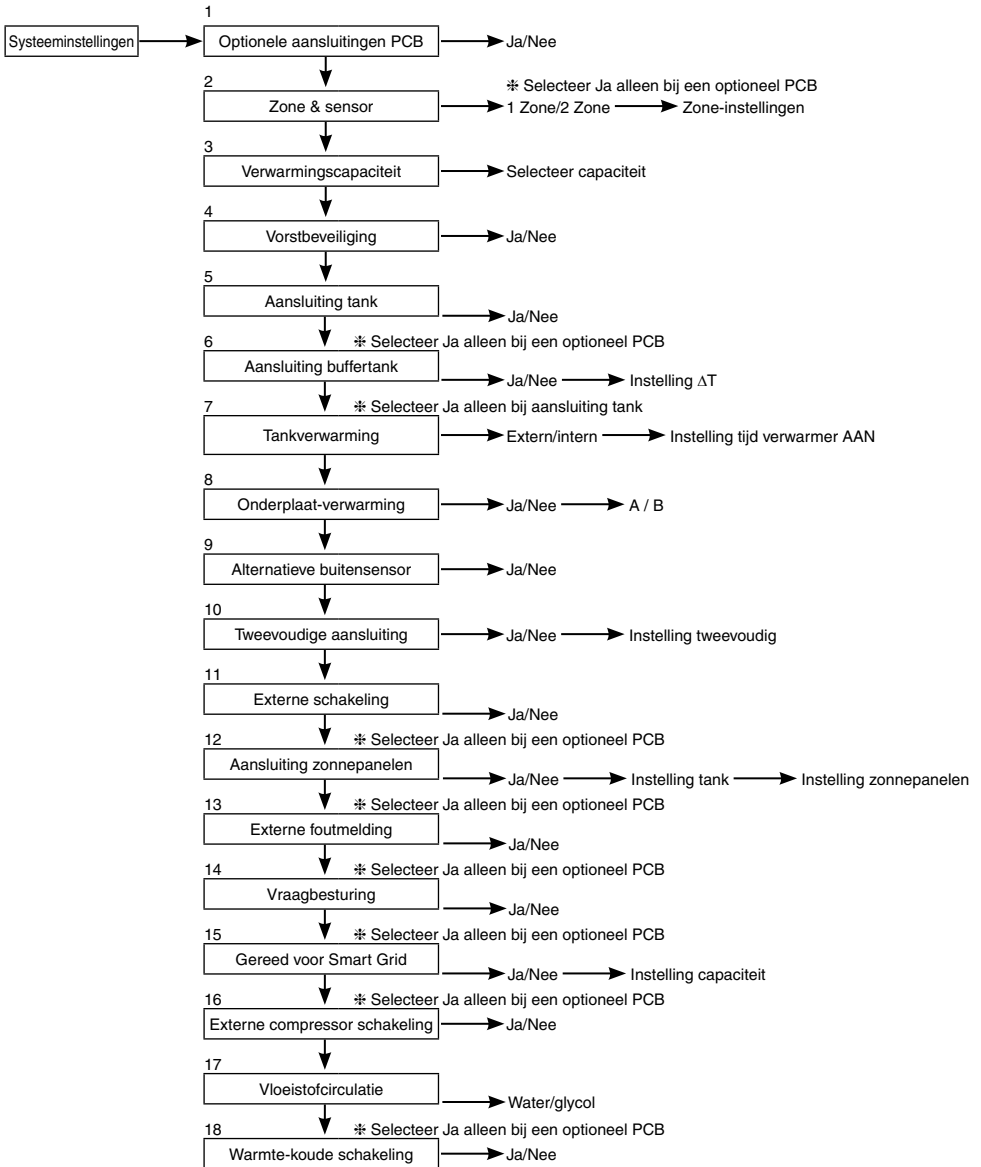 1
Systeeminstellingen
Optionele aansluitingen PCB
Ja/Nee
2
⁜ Selecteer Ja alleen bij een optioneel PCB
Zone & sensor
1 Zone/2 Zone
Zone-instellingen
3
Verwarmingscapaciteit
Selecteer capaciteit
4
Vorstbeveiliging
Ja/Nee
5
Aansluiting tank
Ja/Nee
6
⁜ Selecteer Ja alleen bij een optioneel PCB
Aansluiting buffertank
Ja/Nee
Instelling ΔT
7
⁜ Selecteer Ja alleen bij aansluiting tank
Tankverwarming
Extern/intern
Instelling tijd verwarmer AAN
8
Onderplaat-verwarming
Ja/Nee
A / B
9
Alternatieve buitensensor
Ja/Nee
10
Tweevoudige aansluiting
Ja/Nee
Instelling tweevoudig
11
Externe schakeling
Ja/Nee
12
⁜ Selecteer Ja alleen bij een optioneel PCB
Aansluiting zonnepanelen
Ja/Nee
Instelling tank
Instelling zonnepanelen
13
⁜ Selecteer Ja alleen bij een optioneel PCB
Externe foutmelding
Ja/Nee
14
⁜ Selecteer Ja alleen bij een optioneel PCB
Vraagbesturing
Ja/Nee
15
⁜ Selecteer Ja alleen bij een optioneel PCB
Gereed voor Smart Grid
Ja/Nee
Instelling capaciteit
16
⁜ Selecteer Ja alleen bij een optioneel PCB
Externe compressor schakeling
Ja/Nee
17
Vloeistofcirculatie
Water/glycol
18
⁜ Selecteer Ja alleen bij een optioneel PCB
Warmte-koude schakeling
Ja/Nee